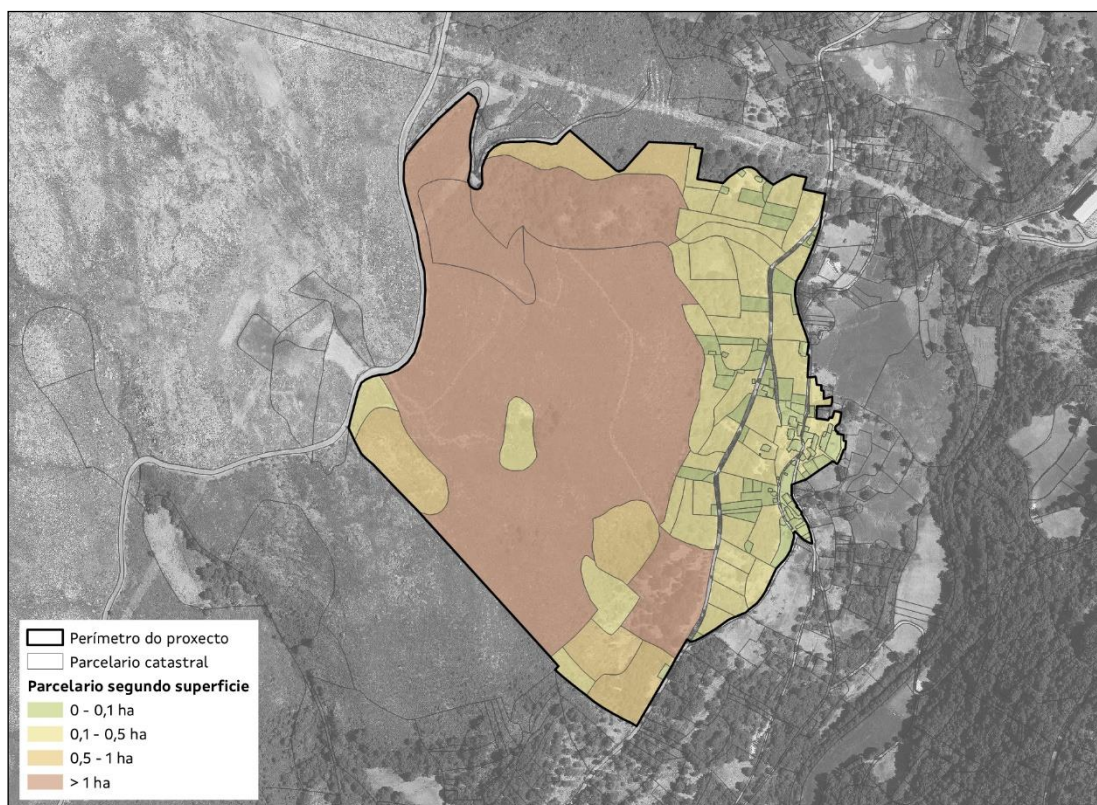 Perímetro do proxecto
Parcelario catastral
Parcelario segundo superficie
0 - 0,1 ha
0,1 - 0,5 ha
0,5 - 1 ha
> 1 ha